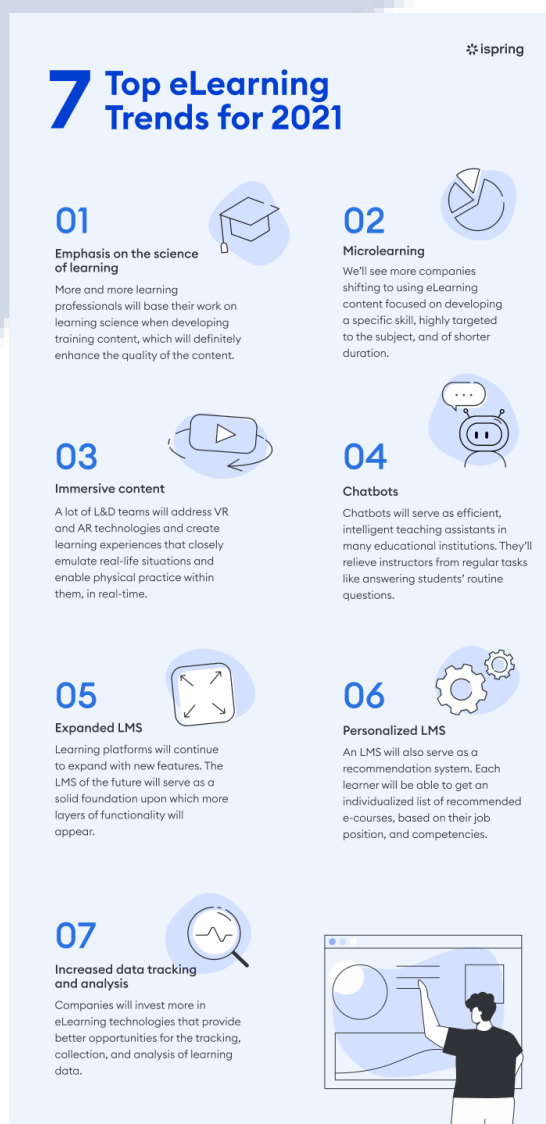 ispring
7 Top eLearning
Trends for 2021
01
Emphasis on the science
of learning
More and more learning
professionals will base their work on
learning science when developing
training content, which will definitely
enhance the quality of the content.
02
Microlearning
We'll see more companies
shifting to using eLearning
content focused on developing
a specific skill, highly targeted
to the subject, and of shorter
duration.
03
Immersive content
A lot of L&D teams will address VR
and AR technologies and create
learning experiences that closely
emulate real-life situations and
enable physical practice within
them, in real-time.
04
Chatbots
Chatbots will serve as efficient,
intelligent teaching assistants in
many educational institutions. They'll
relieve instructors from regular tasks
like answering students' routine
questions.
05
Expanded LMS
Learning platforms will continue
to expand with new features. The
LMS of the future will serve as a
solid foundation upon which more
layers of functionality will
appear.
06
Personalized LMS
An LMS will also serve as a
recommendation system. Each
learner will be able to get an
individualized list of recommended
e-courses, based on their job
position, and competencies.
07
Increased data tracking
and analysis
Companies will invest more in
eLearning technologies that provide
better opportunities for the tracking,
collection, and analysis of learning
data.